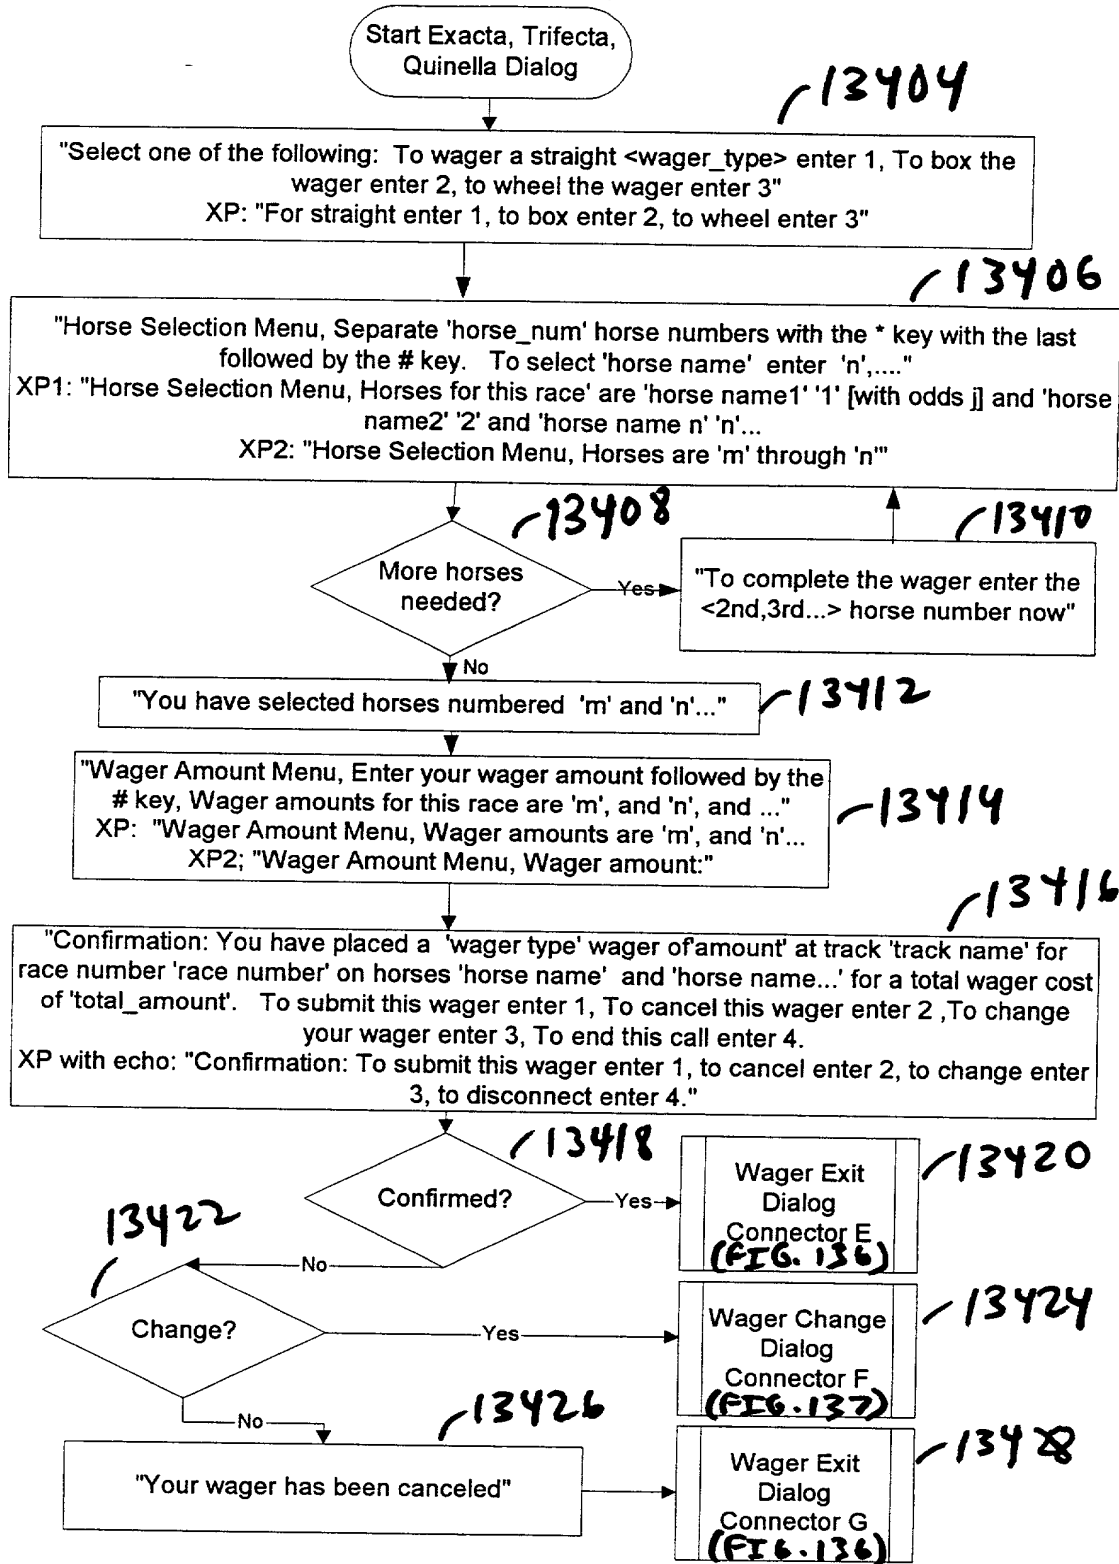 Start Exacta, Trifecta,
Quinella Dialog
13404
"Select one of the following: To wager a straight <wager_type> enter 1, To box the
wager enter 2, to wheel the wager enter 3"
XP: "For straight enter 1, to box enter 2, to wheel enter 3"
13406
"Horse Selection Menu, Separate 'horse_num' horse numbers with the * key with the last
followed by the # key. To select 'horse name' enter 'n',...."
XP1: "Horse Selection Menu, Horses for this race' are 'horse name1' '1' [with odds j] and 'horse
name2' '2' and 'horse name n' 'n'...
XP2: "Horse Selection Menu, Horses are 'm' through 'n'"
13408
More horses
needed?
Yes
13410
"To complete the wager enter the
<2nd,3rd...> horse number now"
No
"You have selected horses numbered 'm' and 'n'..."
13412
"Wager Amount Menu, Enter your wager amount followed by the
# key, Wager amounts for this race are 'm', and 'n', and ..."
XP: "Wager Amount Menu, Wager amounts are 'm', and 'n'...
XP2; "Wager Amount Menu, Wager amount:"
13414
13416
"Confirmation: You have placed a 'wager type' wager of'amount' at track 'track name' for
race number 'race number' on horses 'horse name' and 'horse name...' for a total wager cost
of 'total_amount'. To submit this wager enter 1, To cancel this wager enter 2 ,To change
your wager enter 3, To end this call enter 4.
XP with echo: "Confirmation: To submit this wager enter 1, to cancel enter 2, to change enter
3, to disconnect enter 4."
13418
Confirmed?
Yes
Wager Exit
Dialog
Connector E
(FIG. 136)
13420
No
13422
Change?
Yes
Wager Change
Dialog
Connector F
(FIG. 137)
13424
No
13426
"Your wager has been canceled"
Wager Exit
Dialog
Connector G
(FIG. 136)
13428